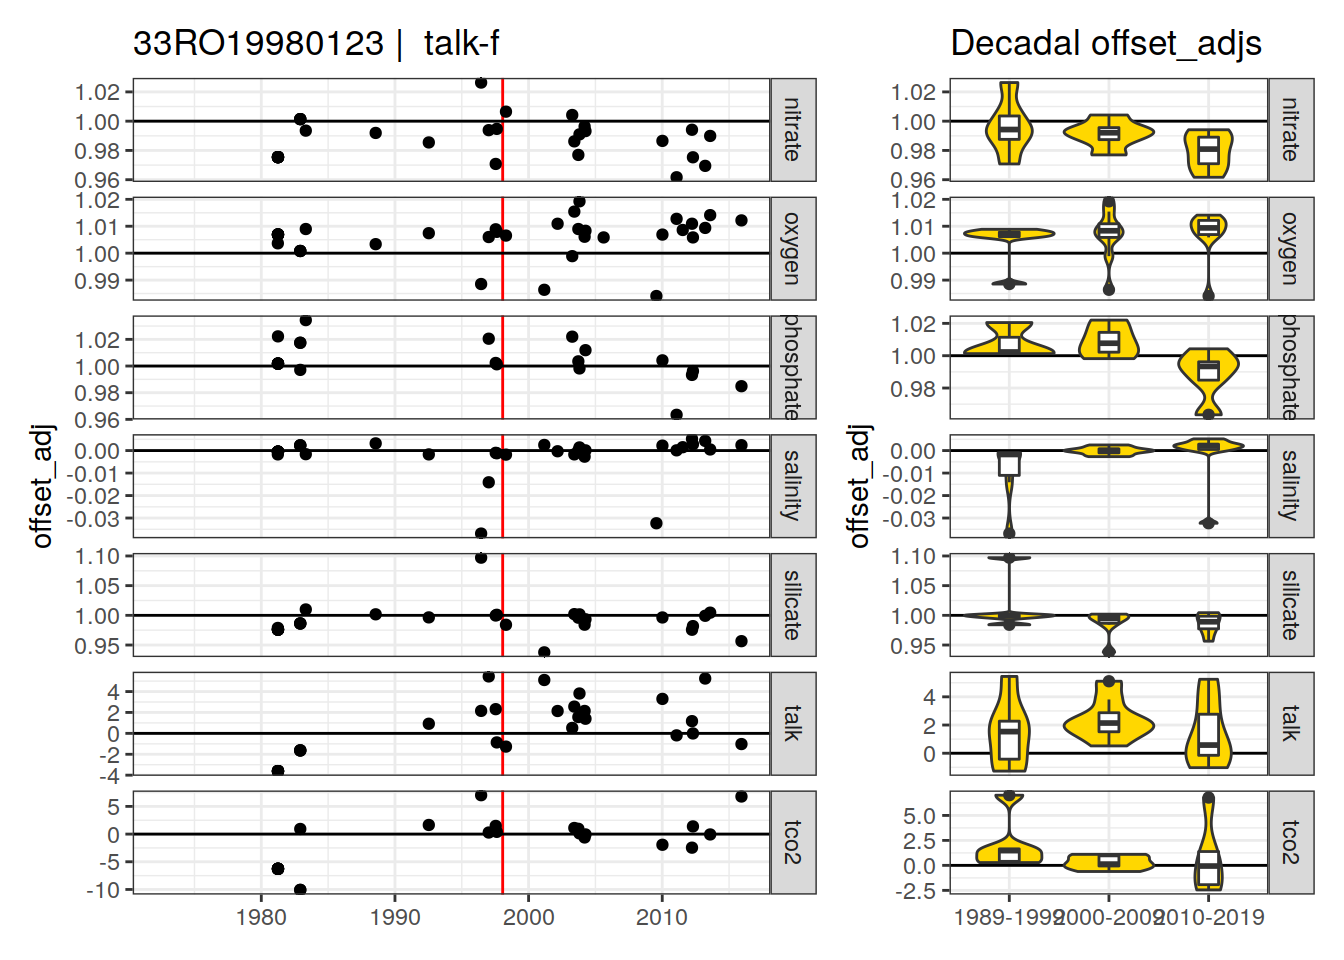 33RO19980123 |  talk-f
offset_adj
1.02
1.00
0.98
0.96
nitrate
1.02
1.01
1.00
0.99
oxygen
1.02
1.00
0.98
0.96
phosphate
0.00
-0.01
-0.02
-0.03
salinity
1.10
1.05
1.00
0.95
silicate
4
2
0
-2
-4
talk
5
0
-5
-10
tco2
1980 1990 2000 2010
Decadal offset_adjs
offset_adj
1.02
1.00
0.98
0.96
nitrate
1.02
1.01
1.00
0.99
oxygen
1.02
1.00
0.98
phosphate
0.00
-0.01
-0.02
-0.03
salinity
1.10
1.05
1.00
0.95
silicate
4
2
0
talk
5.0
2.5
0.0
-2.5
tco2
1989-1999 2000-2009 2010-2019